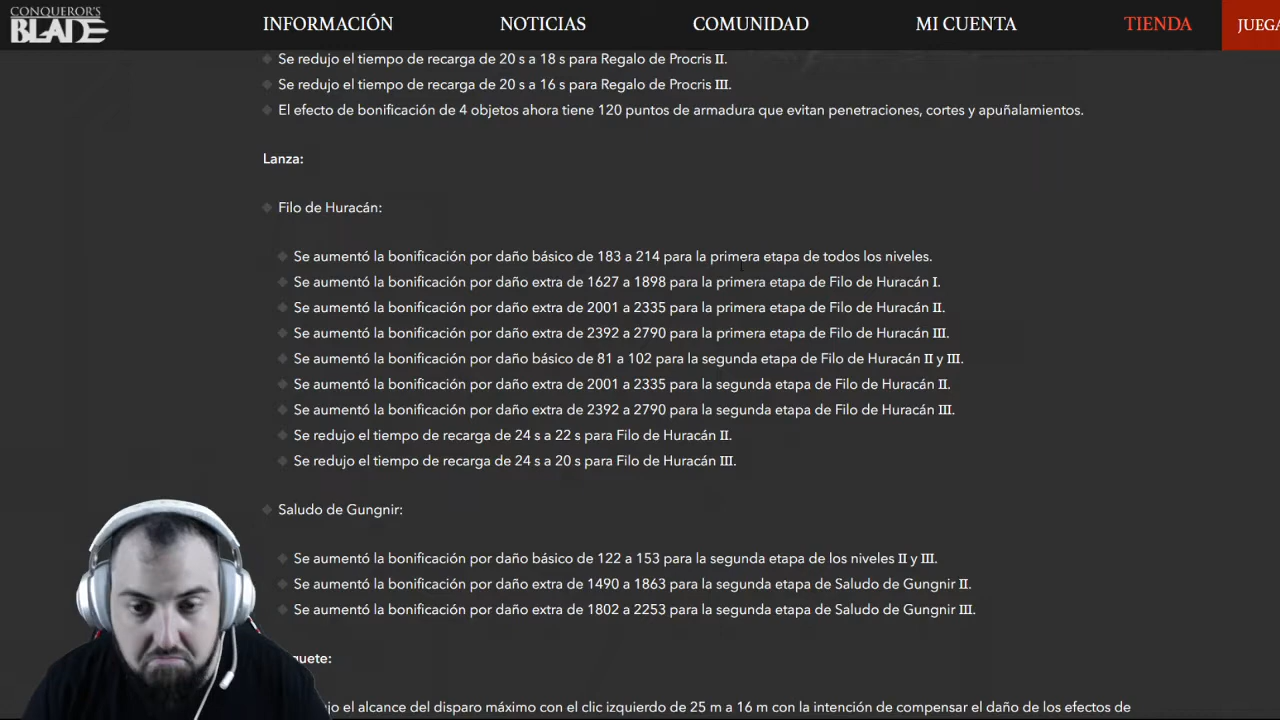 CONQUEROR'S
BLADE
INFORMACIÓN
NOTICIAS
COMUNIDAD
MI CUENTA
TIENDA
Se redujo el tiempo de recarga de 20 s a 18 s para Regalo de Procris II.
Se redujo el tiempo de recarga de 20 s a 16 s para Regalo de Procris III.
El efecto de bonificación de 4 objetos ahora tiene 120 puntos de armadura que evitan penetraciones, cortes y apuñalamientos.
Lanza:
Filo de Huracán:
Se aumentó la bonificación por daño básico de 183 a 214 para la primera etapa de todos los niveles.
Se aumentó la bonificación por daño extra de 1627 a 1898 para la primera etapa de Filo de Huracán I.
Se aumentó la bonificación por daño extra de 2001 a 2335 para la primera etapa de Filo de Huracán II.
Se aumentó la bonificación por daño extra de 2392 a 2790 para la primera etapa de Filo de Huracán III.
Se aumentó la bonificación por daño básico de 81 a 102 para la segunda etapa de Filo de Huracán II y III.
Se aumentó la bonificación por daño extra de 2001 a 2335 para la segunda etapa de Filo de Huracán II.
Se aumentó la bonificación por daño extra de 2392 a 2790 para la segunda etapa de Filo de Huracán III.
Se redujo el tiempo de recarga de 24 s a 22 s para Filo de Huracán II.
Se redujo el tiempo de recarga de 24 s a 20 s para Filo de Huracán III.
Saludo de Gungnir:
Se aumentó la bonificación por daño básico de 122 a 153 para la segunda etapa de los niveles II y III.
Se aumentó la bonificación por daño extra de 1490 a 1863 para la segunda etapa de Saludo de Gungnir II.
Se aumentó la bonificación por daño extra de 1802 a 2253 para la segunda etapa de Saludo de Gungnir III.
el alcance del disparo máximo con el clic izquierdo de 25 m a 16 m con la intención de compensar el daño de los efectos de